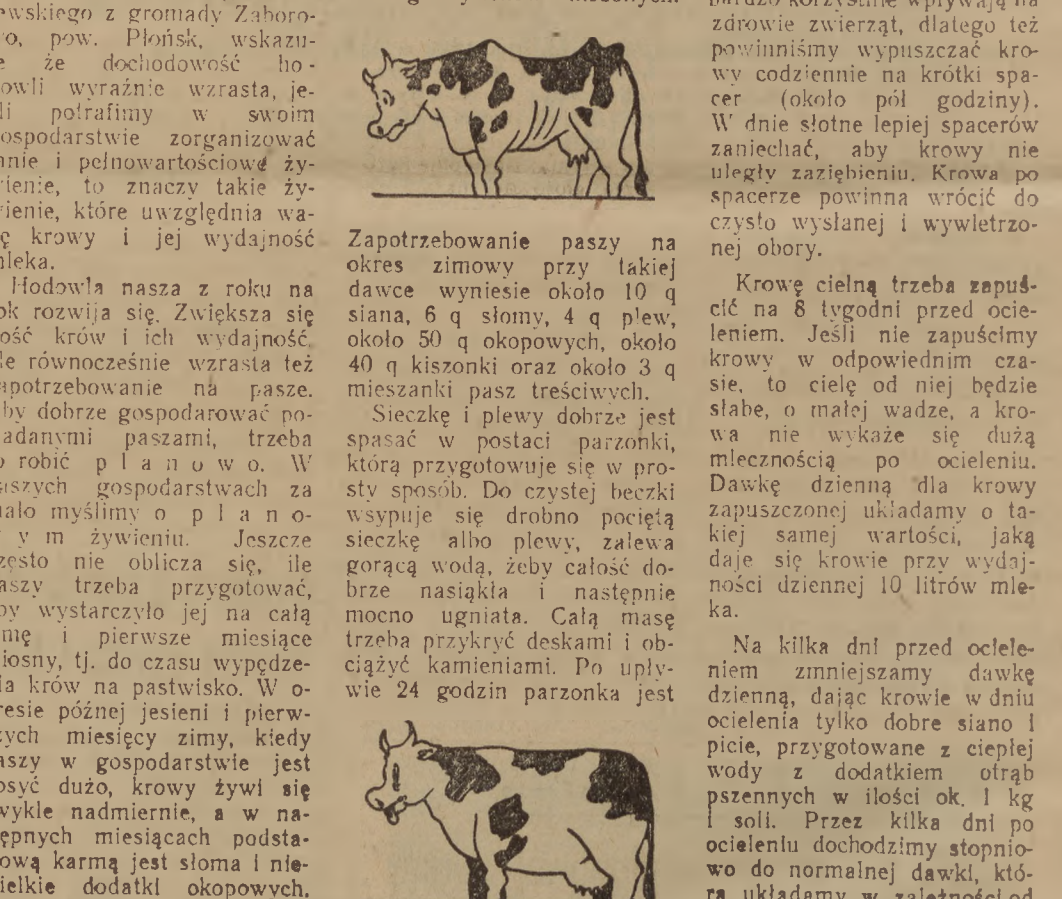 ewskiego z gromady Zaboro-
o, pow. Płońsk, wskazu-
e że dochodowość ho-
owli wyraźnie wzrasta, je-
li potrafimy w swoim
ospodarstwie zorganizować
anie i pełnowartościowe ży-
ienie, to znaczy takie ży-
ienie, które uwzględnia wa-
ę krowy i jej wydajność
leka.
Hodowla nasza z roku na
ok rozwija się. Zwiększa się
ość krów i ich wydajność,
le równocześnie wzrasta też
apotrzebowanie na pasze.
by dobrze gospodarować po-
adanymi paszami, trzeba
o robić p l a n o w o. W
aszych gospodarstwach za
ało myślimy o p l a n o-
y m żywieniu. Jeszcze
zęsto nie oblicza się, ile
aszy trzeba przygotować,
by wystarczyło jej na całą
imę i pierwsze miesiące
iosny, tj. do czasu wypędze-
ia krów na pastwisko. W o-
resie późnej jesieni i pierw-
zych miesięcy zimy, kiedy
aszy w gospodarstwie jest
osyć dużo, krowy żywi się
wykle nadmiernie, a w na-
ępnych miesiącach podsta-
ową karmą jest słoma i nie-
ielkie dodatki okopowych.
Zapotrzebowanie paszy na
okres zimowy przy takiej
dawce wyniesie około 10 q
siana, 6 q słomy, 4 q plew,
około 50 q okopowych, około
40 q kiszonki oraz około 3 q
mieszanki pasz treściwych.
Sieczkę i plewy dobrze jest
spasać w postaci parzonki,
którą przygotowuje się w pro-
sty sposób. Do czystej beczki
wsypuje się drobno pociętą
sieczkę albo plewy, zalewa
gorącą wodą, żeby całość do-
brze nasiąkła i następnie
mocno ugniata. Całą masę
trzeba przykryć deskami i ob-
ciążyć kamieniami. Po upły-
wie 24 godzin parzonka jest
bardzo korzystnie wpływają na
zdrowie zwierząt, dlatego też
powinniśmy wypuszczać kro-
wy codziennie na krótki spa-
cer (około pół godziny).
W dnie słotne lepiej spacerów
zaniechać, aby krowy nie
uległy zaziębieniu. Krowa po
spacerze powinna wrócić do
czysto wysłanej i wywietrzo-
nej obory.
Krowę cielną trzeba zapuś-
cić na 8 tygodni przed ocie-
leniem. Jeśli nie zapuścimy
krowy w odpowiednim cza-
sie, to cielę od niej będzie
słabe, o małej wadze, a kro-
wa nie wykaże się dużą
mlecznością po ocieleniu.
Dawkę dzienną dla krowy
zapuszczonej układamy o ta-
kiej samej wartości, jaką
daje się krowie przy wydaj-
ności dziennej 10 litrów mle-
ka.
Na kilka dni przed ociele-
niem zmniejszamy dawkę
dzienną, dając krowie w dniu
ocielenia tylko dobre siano i
picie, przygotowane z ciepłej
wody z dodatkiem otrąb
pszennych w ilości ok. 1 kg
i soli. Przez kilka dni po
ocieleniu dochodzimy stopnio-
wo do normalnej dawki, któ-
rą układamy w zależności od